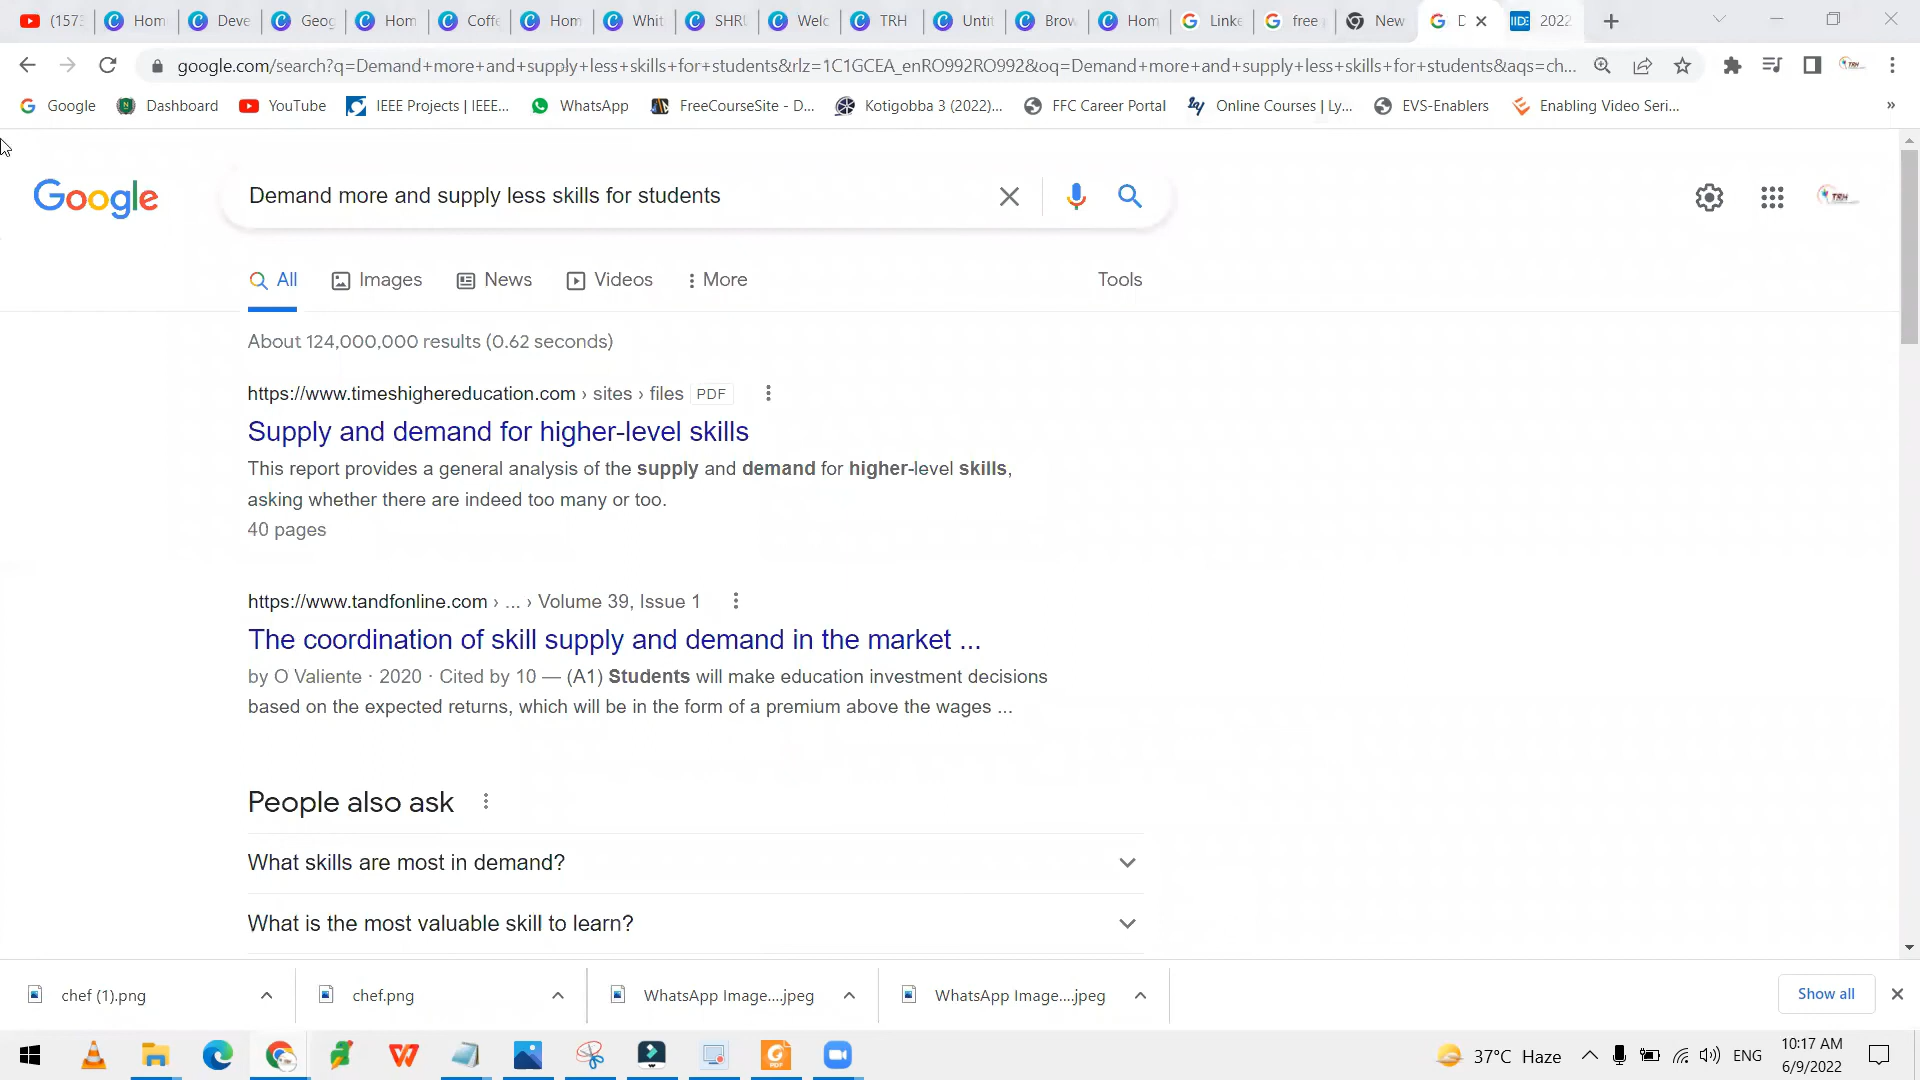 (157
Hom
Deve
Geog
Hom
Coffe
Hom
Whit
SHRI
Welc
TRH
Untit
Brow
Hom
Linke
free
New
D
IIDE 2022
google.com/search?q=Demand+more+and+supply+less+skills+for+students&rlz=1C1GCEA_enRO992RO992&oq=Demand+more+and+supply+less+skills+for+students&aqs=ch...
Google
Dashboard
YouTube
IEEE Projects | IEEE...
WhatsApp
FreeCourseSite - D...
Kotigobba 3 (2022)...
FFC Career Portal
Online Courses | Ly...
EVS-Enablers
Enabling Video Seri...
»
Google
Demand more and supply less skills for students
TRH
All
Images
News
Videos
More
Tools
About 124,000,000 results (0.62 seconds)
https://www.timeshighereducation.com › sites › files PDF
Supply and demand for higher-level skills
This report provides a general analysis of the supply and demand for higher-level skills,
asking whether there are indeed too many or too.
40 pages
https://www.tandfonline.com › ... › Volume 39, Issue 1
The coordination of skill supply and demand in the market ...
by O Valiente · 2020 · Cited by 10 — (A1) Students will make education investment decisions
based on the expected returns, which will be in the form of a premium above the wages ...
People also ask
What skills are most in demand?
What is the most valuable skill to learn?
chef (1).png
chef.png
WhatsApp Image....jpeg
WhatsApp Image....jpeg
Show all
37°C Haze
ENG
10:17 AM
6/9/2022